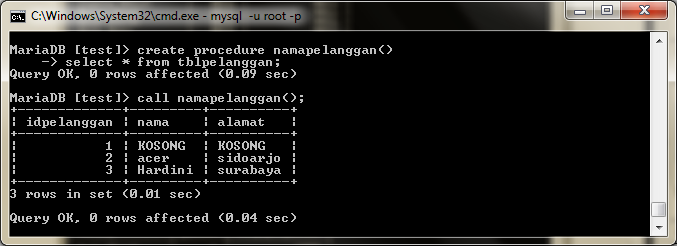 C:\Windows\System32\cmd.exe - mysql -u root -p
MariaDB [test]> create procedure namapelanggan()
    -> select * from tblpelanggan;
Query OK, 0 rows affected (0.09 sec)
MariaDB [test]> call namapelanggan();
+-------------+---------+----------+
| idpelanggan | nama    | alamat   |
+-------------+---------+----------+
|           1 | KOSONG  | KOSONG   |
|           2 | acer    | sidoarjo |
|           3 | Hardini | surabaya |
+-------------+---------+----------+
3 rows in set (0.01 sec)
Query OK, 0 rows affected (0.04 sec)